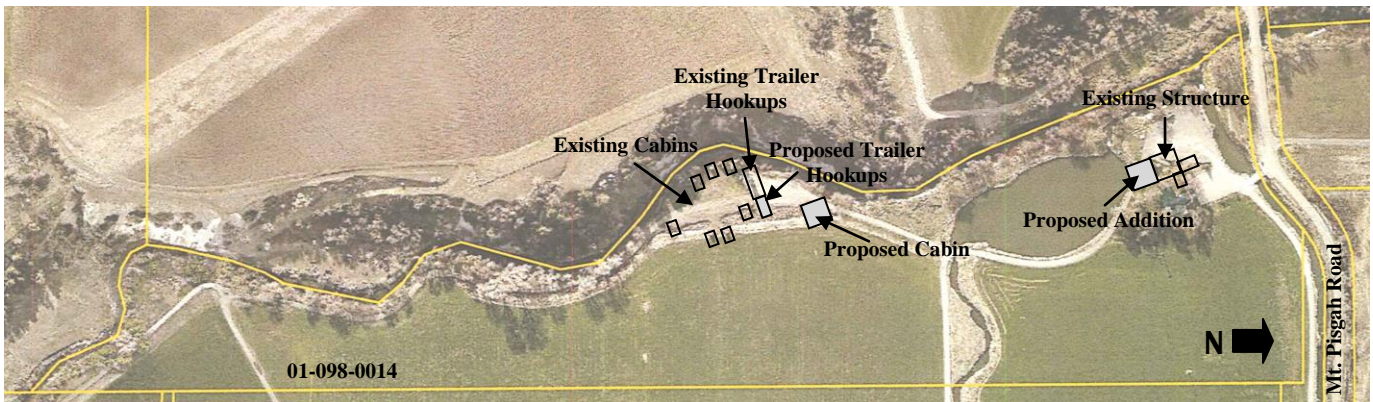 Existing Trailer
Hookups
Existing Structure
Existing Cabins
Proposed Trailer
Hookups
Proposed Addition
Proposed Cabin
Mt. Pisgah Road
N
01-098-0014